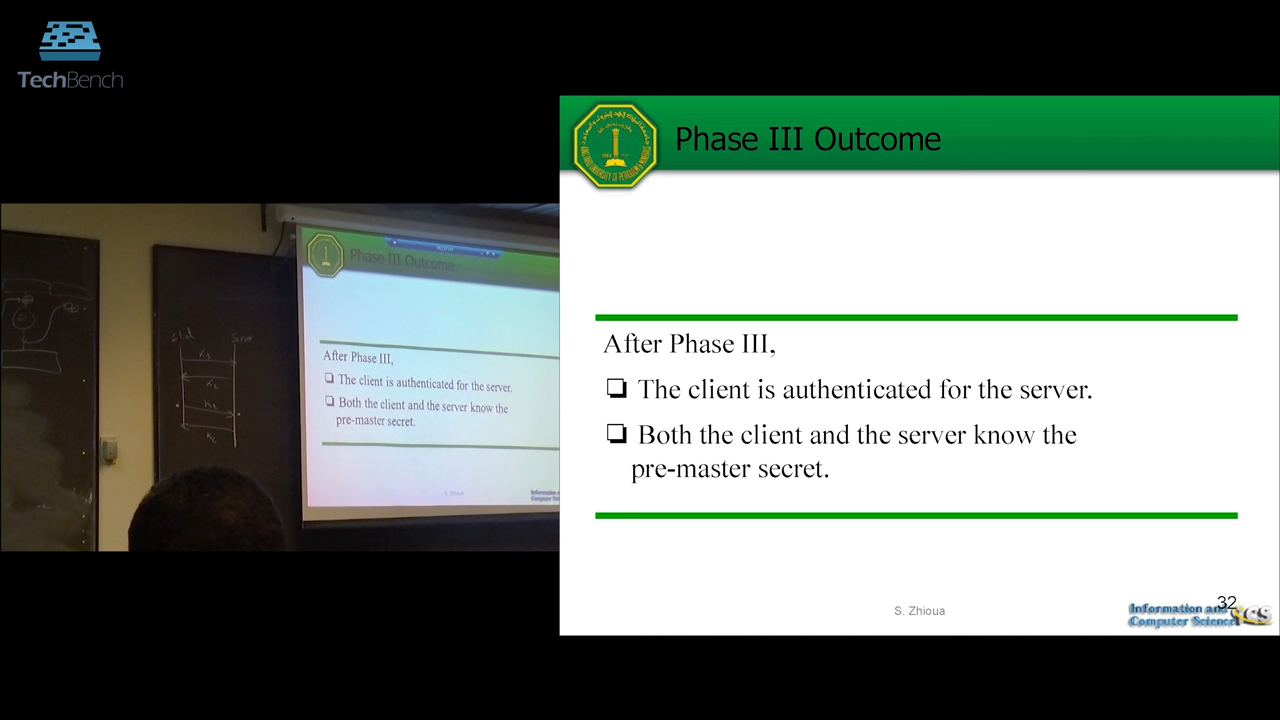 TechBench
Phase III Outcome
After Phase III,
❑ The client is authenticated for the server.
❑ Both the client and the server know the
pre-master secret.
S. Zhioua
32
Information and
Computer Science
ICS
Phase III Outcome
After Phase III,
❑ The client is authenticated for the server.
❑ Both the client and the server know the
pre-master secret.
S. Zhioua